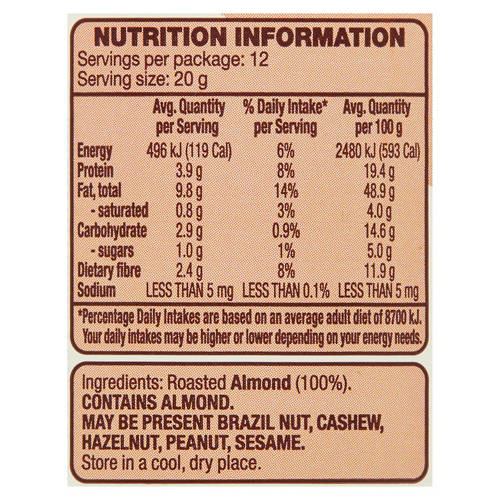 NUTRITION INFORMATION
Servings per package: 12
Serving size: 20 g
Avg. Quantity % Daily Intake* Avg. Quantity
per Serving per Serving per 100 g
Energy 496 kJ (119 Cal) 6% 2480 kJ (593 Cal)
Protein 3.9 g 8% 19.4 g
Fat, total 9.8 g 14% 48.9 g
- saturated 0.8 g 3% 4.0 g
Carbohydrate 2.9 g 0.9% 14.6 g
- sugars 1.0 g 1% 5.0 g
Dietary fibre 2.4 g 8% 11.9 g
Sodium LESS THAN 5 mg LESS THAN 0.1% LESS THAN 5 mg
*Percentage Daily Intakes are based on an average adult diet of 8700 kJ.
Your daily intakes may be higher or lower depending on your energy needs.
Ingredients: Roasted Almond (100%).
CONTAINS ALMOND.
MAY BE PRESENT BRAZIL NUT, CASHEW,
HAZELNUT, PEANUT, SESAME.
Store in a cool, dry place.